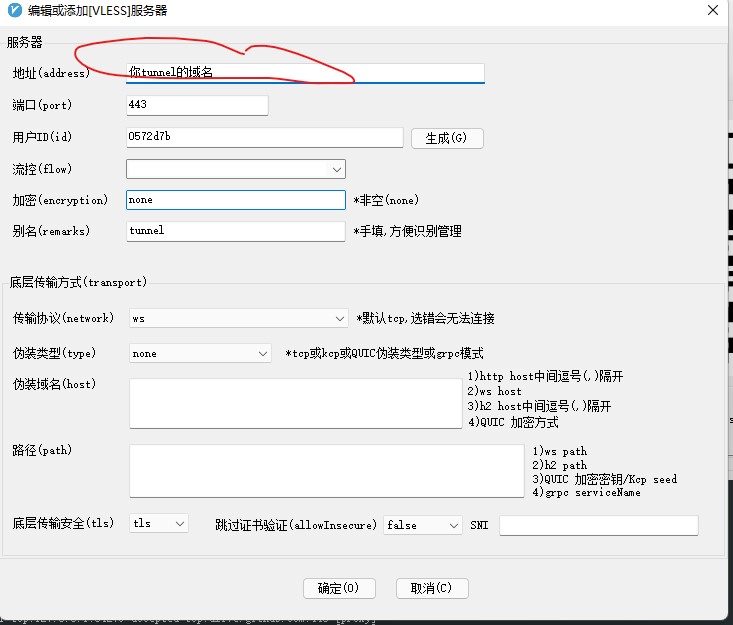 编辑或添加[VLESS]服务器
服务器
地址(address) 你tunnel的域名
端口(port) 443
用户ID(id) 0572d7b 生成(G)
流控(flow)
加密(encryption) none *非空(none)
别名(remarks) tunnel *手填,方便识别管理
底层传输方式(transport)
传输协议(network) ws *默认tcp,选错会无法连接
伪装类型(type) none *tcp或kcp或QUIC伪装类型或grpc模式
伪装域名(host)
1)http host中间逗号(,)隔开
2)ws host
3)h2 host中间逗号(,)隔开
4)QUIC 加密方式
路径(path)
1)ws path
2)h2 path
3)QUIC 加密密钥/Kcp seed
4)grpc serviceName
底层传输安全(tls) tls 跳过证书验证(allowInsecure) false SNI
确定(O) 取消(C)